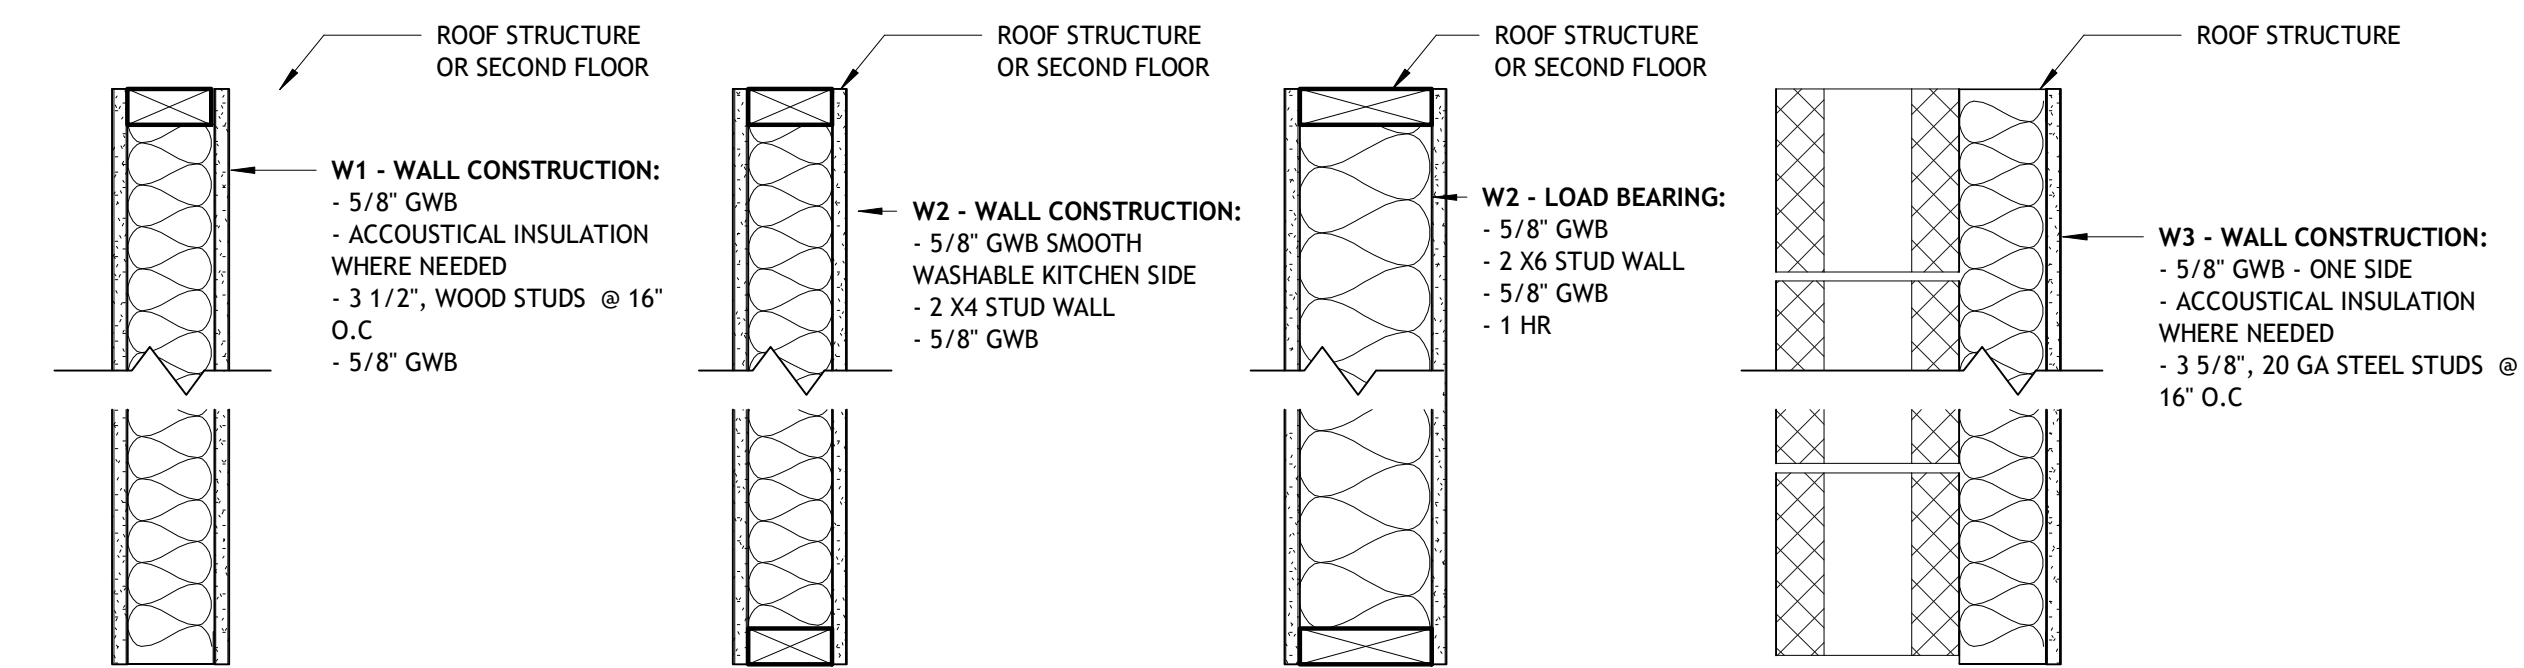 ROOF STRUCTURE
OR SECOND FLOOR
W1 - WALL CONSTRUCTION:
- 5/8" GWB
- ACCOUSTICAL INSULATION
WHERE NEEDED
- 3 1/2", WOOD STUDS @ 16"
O.C
- 5/8" GWB
ROOF STRUCTURE
OR SECOND FLOOR
W2 - WALL CONSTRUCTION:
- 5/8" GWB SMOOTH
WASHABLE KITCHEN SIDE
- 2 X4 STUD WALL
- 5/8" GWB
ROOF STRUCTURE
OR SECOND FLOOR
W2 - LOAD BEARING:
- 5/8" GWB
- 2 X6 STUD WALL
- 5/8" GWB
- 1 HR
ROOF STRUCTURE
W3 - WALL CONSTRUCTION:
- 5/8" GWB - ONE SIDE
- ACCOUSTICAL INSULATION
WHERE NEEDED
- 3 5/8", 20 GA STEEL STUDS @
16" O.C